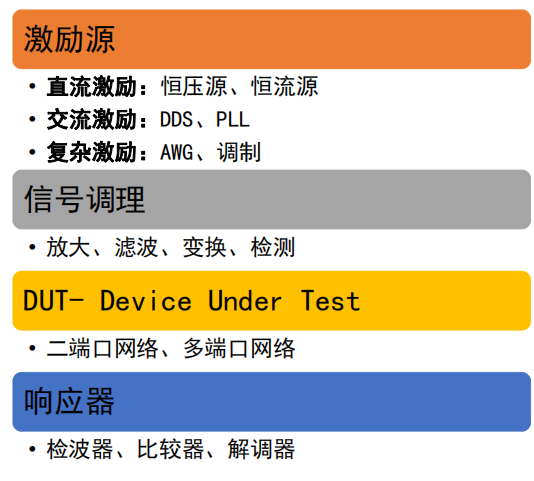 激励源
• 直流激励：恒压源、恒流源
• 交流激励：DDS、PLL
• 复杂激励：AWG、调制
信号调理
• 放大、滤波、变换、检测
DUT- Device Under Test
• 二端口网络、多端口网络
响应器
• 检波器、比较器、解调器